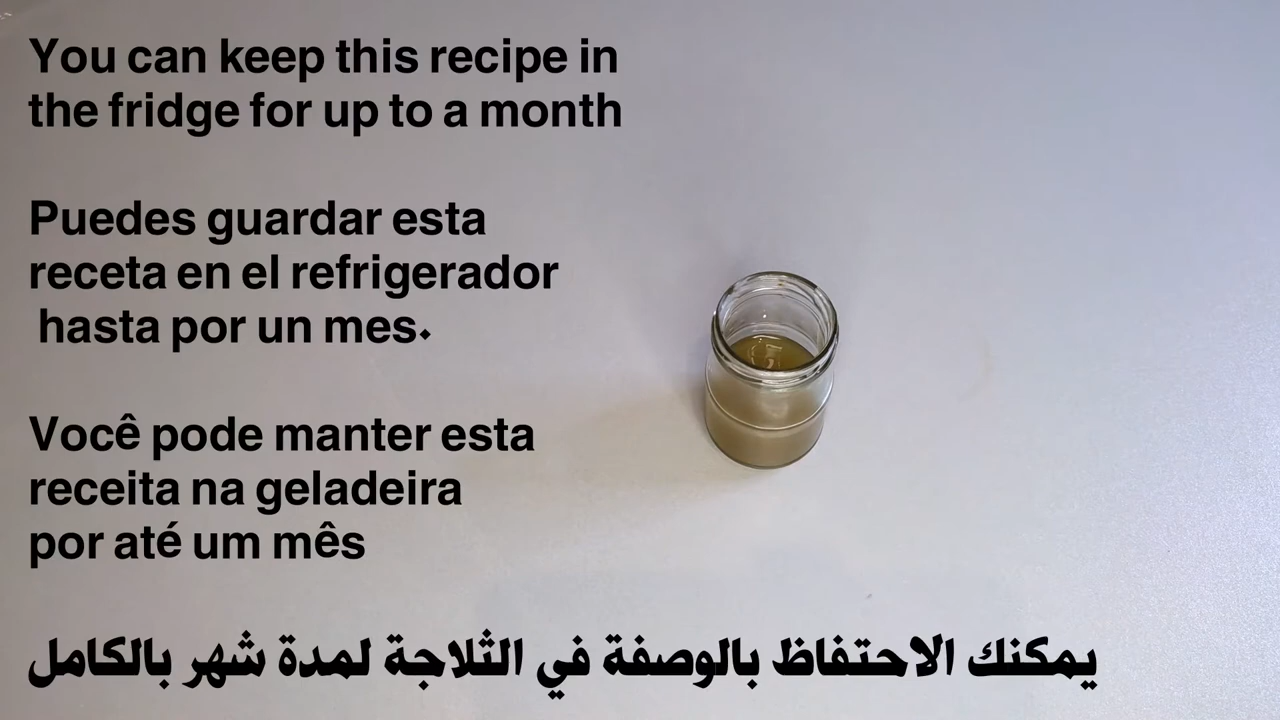 You can keep this recipe in
the fridge for up to a month
Puedes guardar esta
receta en el refrigerador
hasta por un mes.
Você pode manter esta
receita na geladeira
por até um mês
يمكنك الاحتفاظ بالوصفة في الثلاجة لمدة شهر بالكامل